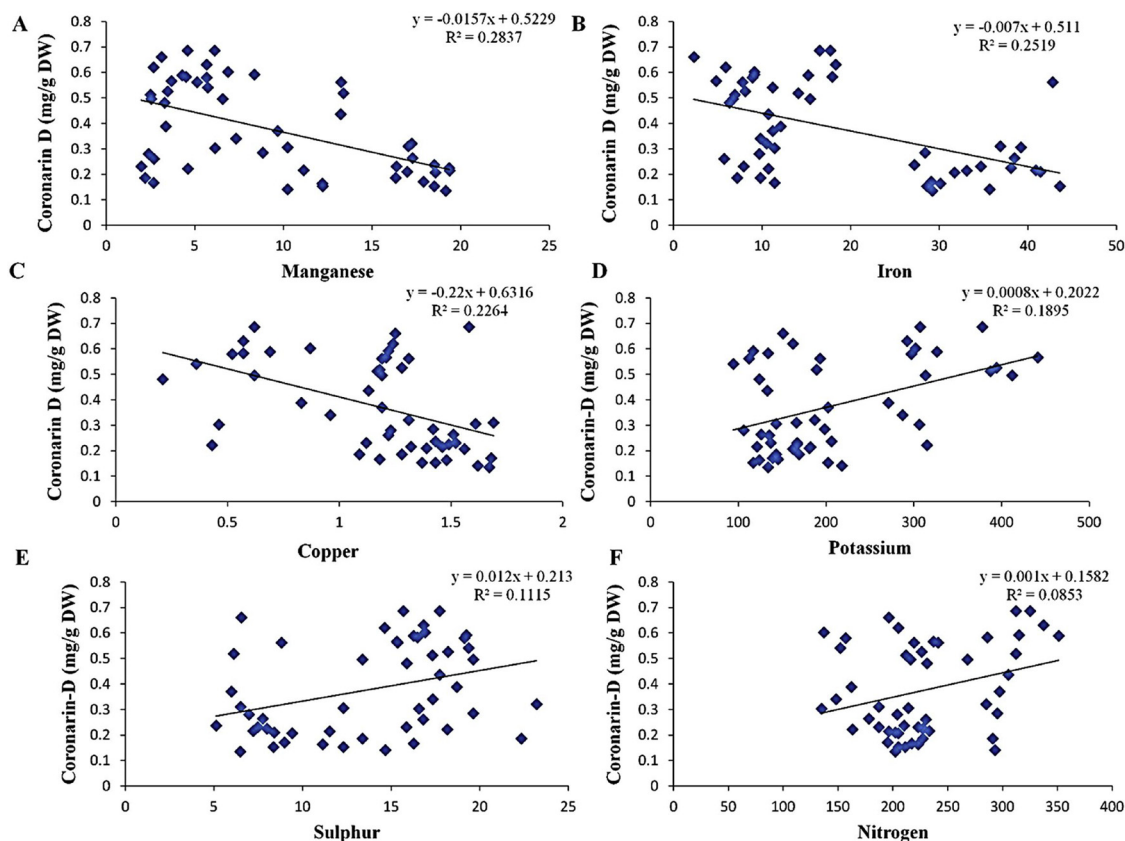 A
y = -0.0157x + 0.5229
R² = 0.2837
Coronarin D (mg/g DW)
0.8
0.7
0.6
0.5
0.4
0.3
0.2
0.1
0
0 5 10 15 20 25
Manganese
B
y = -0.007x + 0.511
R² = 0.2519
Coronarin D (mg/g DW)
0.8
0.7
0.6
0.5
0.4
0.3
0.2
0.1
0
0 10 20 30 40 50
Iron
C
y = -0.22x + 0.6316
R² = 0.2264
Coronarin D (mg/g DW)
0.8
0.7
0.6
0.5
0.4
0.3
0.2
0.1
0
0 0.5 1 1.5 2
Copper
D
y = 0.0008x + 0.2022
R² = 0.1895
Coronarin-D (mg/g DW)
0.8
0.7
0.6
0.5
0.4
0.3
0.2
0.1
0
0 100 200 300 400 500
Potassium
E
y = 0.012x + 0.213
R² = 0.1115
Coronarin-D (mg/g DW)
0.8
0.7
0.6
0.5
0.4
0.3
0.2
0.1
0
0 5 10 15 20 25
Sulphur
F
y = 0.001x + 0.1582
R² = 0.0853
Coronarin-D (mg/g DW)
0.8
0.7
0.6
0.5
0.4
0.3
0.2
0.1
0
0 50 100 150 200 250 300 350 400
Nitrogen